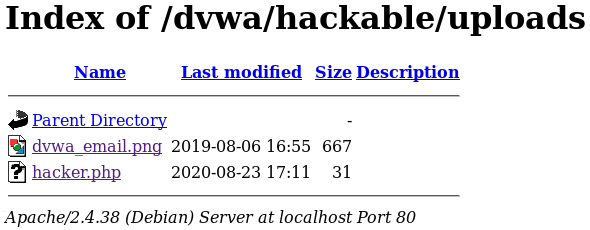 Index of /dvwa/hackable/uploads
Name Last modified Size Description
Parent Directory -
dvwa_email.png 2019-08-06 16:55 667
hacker.php 2020-08-23 17:11 31
Apache/2.4.38 (Debian) Server at localhost Port 80